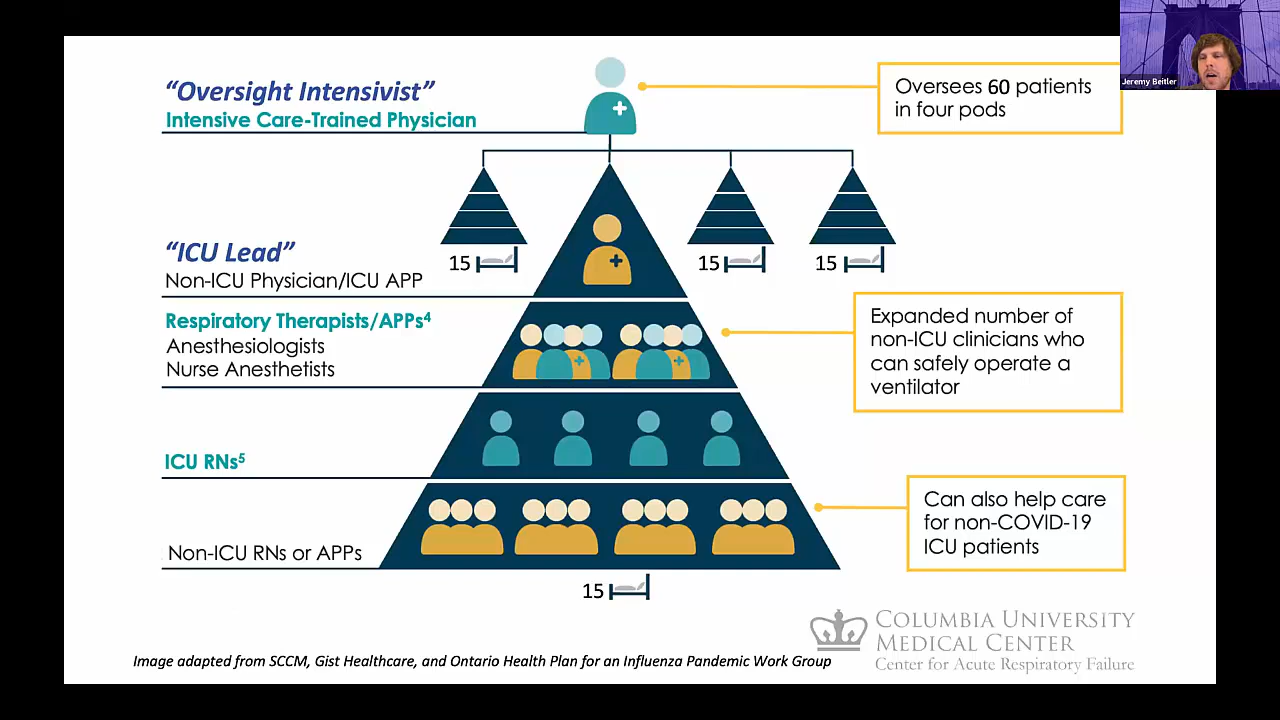 Jeremy Beitler
“Oversight Intensivist”
Intensive Care-Trained Physician
Oversees 60 patients
in four pods
“ICU Lead”
Non-ICU Physician/ICU APP
15
15
15
Respiratory Therapists/APPs⁴
Anesthesiologists
Nurse Anesthetists
Expanded number of
non-ICU clinicians who
can safely operate a
ventilator
ICU RNs⁵
Can also help care
for non-COVID-19
ICU patients
Non-ICU RNs or APPs
15
Columbia University
Medical Center
Center for Acute Respiratory Failure
Image adapted from SCCM, Gist Healthcare, and Ontario Health Plan for an Influenza Pandemic Work Group